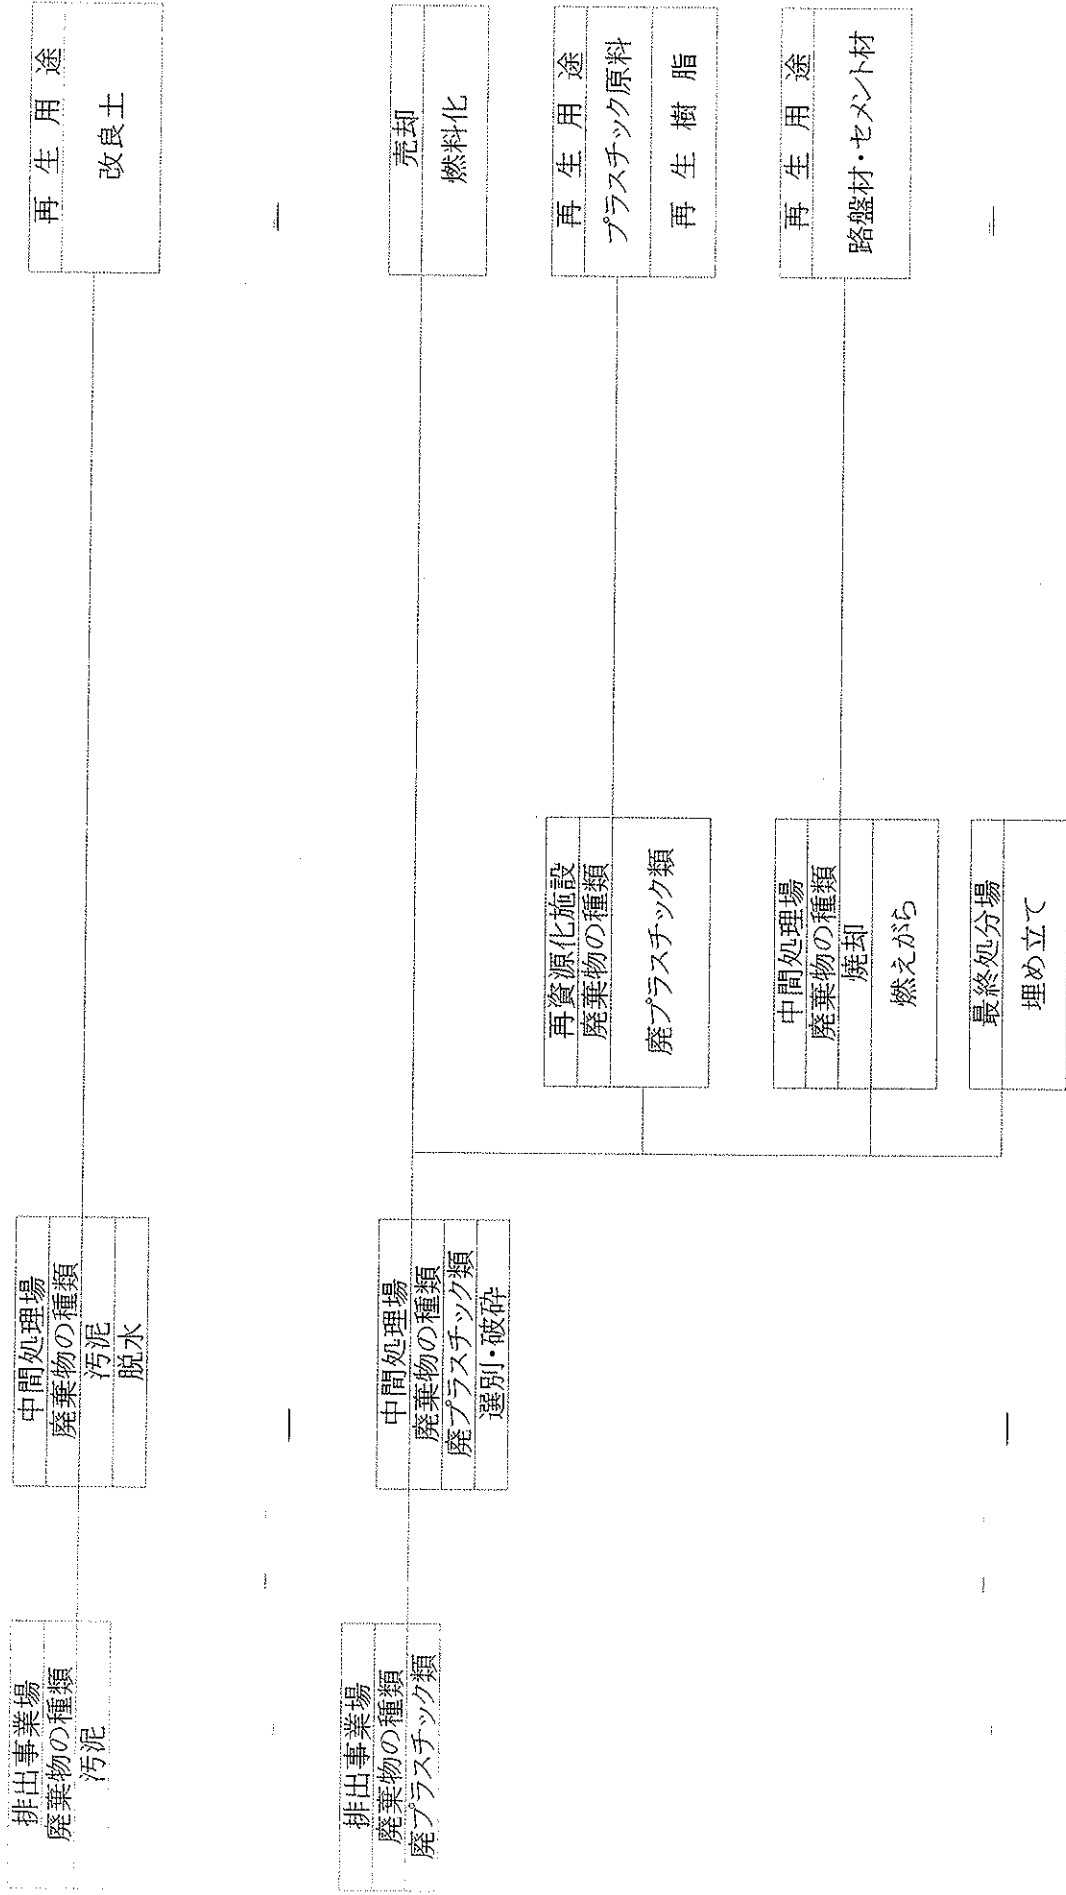 排出事業場
廃棄物の種類
汚泥
中間処理場
廃棄物の種類
汚泥
脱水
再生用途
改良土
排出事業場
廃棄物の種類
廃プラスチック類
中間処理場
廃棄物の種類
廃プラスチック類
選別・破砕
売却
燃料化
再資源化施設
廃棄物の種類
廃プラスチック類
再生用途
プラスチック原料
再生樹脂
中間処理場
廃棄物の種類
焼却
燃えがら
再生用途
路盤材・セメント材
最終処分場
埋め立て